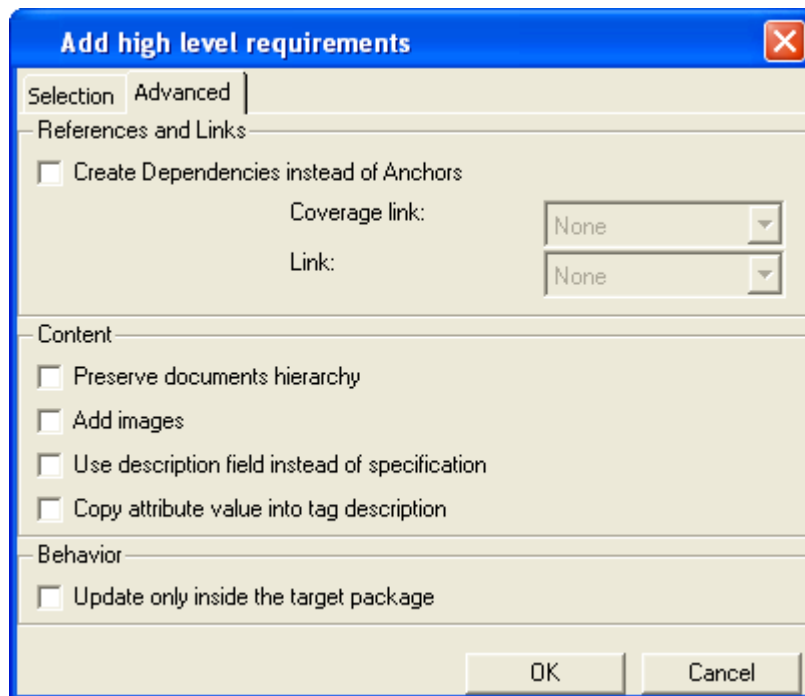 Add high level requirements
Selection Advanced
References and Links
Create Dependencies instead of Anchors
Coverage link: None
Link: None
Content
Preserve documents hierarchy
Add images
Use description field instead of specification
Copy attribute value into tag description
Behavior
Update only inside the target package
OK Cancel